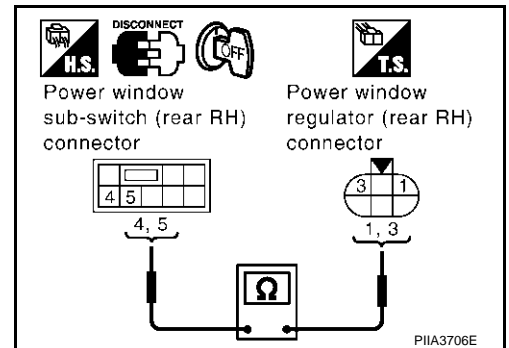 DISCONNECT
H.S.
OFF
T.S.
Power window
sub-switch (rear RH)
connector
Power window
regulator (rear RH)
connector
4 5
3 1
4, 5
1, 3
Ω
PIIA3706E